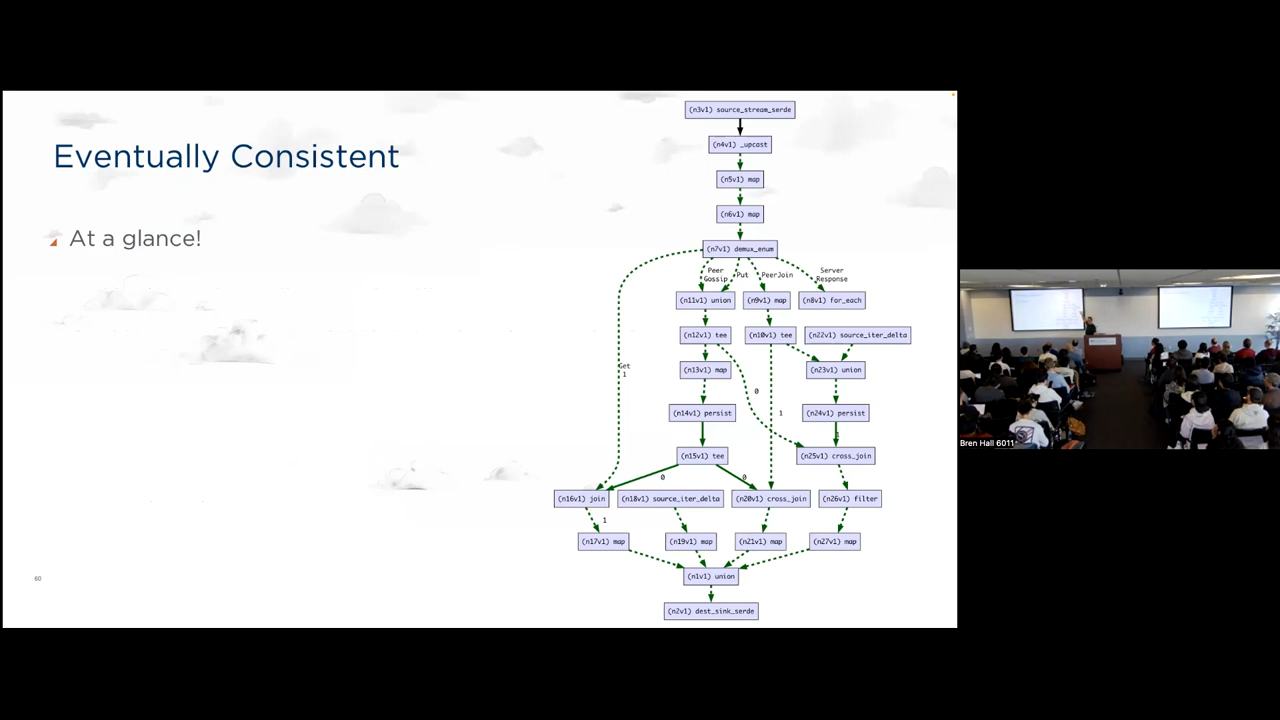 Eventually Consistent
At a glance!
(n3v1) source_stream_serde
(n4v1) _upcast
(n5v1) map
(n6v1) map
(n7v1) demux_enum
Peer
Gossip
Put
PeerJoin
Server
Response
(n11v1) union
(n9v1) map
(n8v1) for_each
(n12v1) tee
(n10v1) tee
(n22v1) source_iter_delta
Get
1
(n13v1) map
(n23v1) union
0
1
(n14v1) persist
(n24v1) persist
1
(n15v1) tee
(n25v1) cross_join
0
0
(n16v1) join
(n18v1) source_iter_delta
(n20v1) cross_join
(n26v1) filter
1
(n17v1) map
(n19v1) map
(n21v1) map
(n27v1) map
(n1v1) union
(n2v1) dest_sink_serde
60
Bren Hall 6011